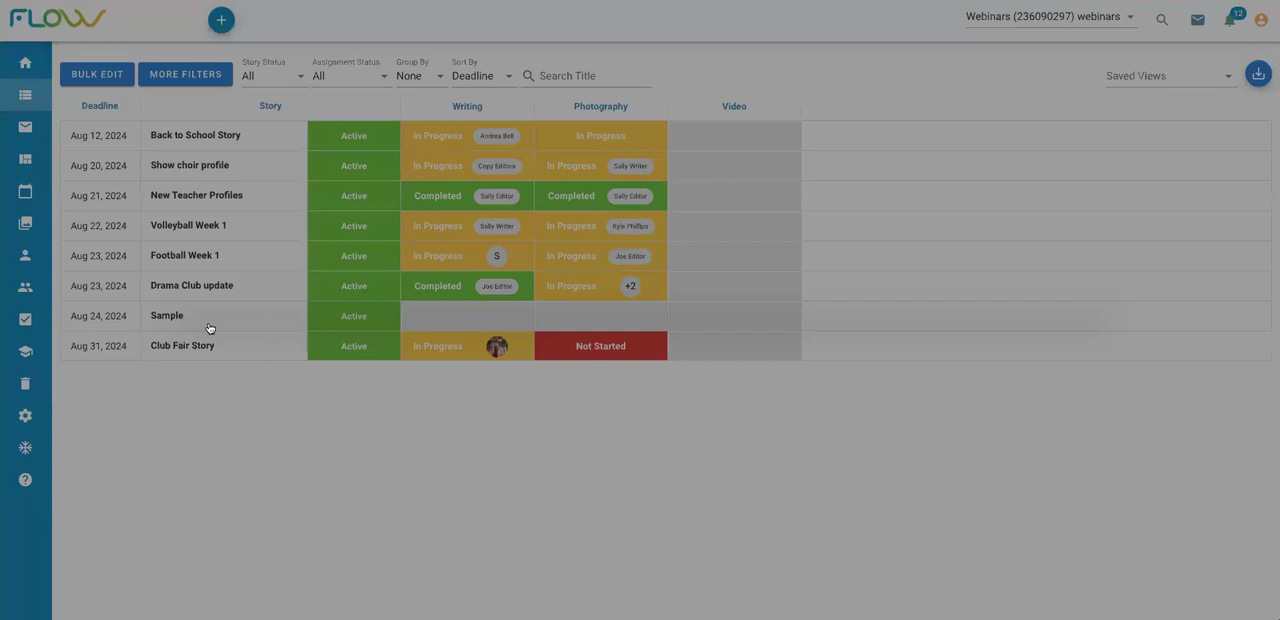 FLOW
+
Webinars (236090297) webinars
12
BULK EDIT
MORE FILTERS
Story Status
All
Assignment Status
All
Group By
None
Sort By
Deadline
Search Title
Saved Views
Deadline Story Writing Photography Video
Aug 12, 2024 Back to School Story Active In Progress Andrea Bell In Progress
Aug 20, 2024 Show choir profile Active In Progress Copy Editors In Progress Sally Writer
Aug 21, 2024 New Teacher Profiles Active Completed Sally Editor Completed Sally Editor
Aug 22, 2024 Volleyball Week 1 Active In Progress Sally Writer In Progress Kyle Phillips
Aug 23, 2024 Football Week 1 Active In Progress S In Progress Joe Editor
Aug 23, 2024 Drama Club update Active Completed Joe Editor In Progress +2
Aug 24, 2024 Sample Active
Aug 31, 2024 Club Fair Story Active In Progress Not Started